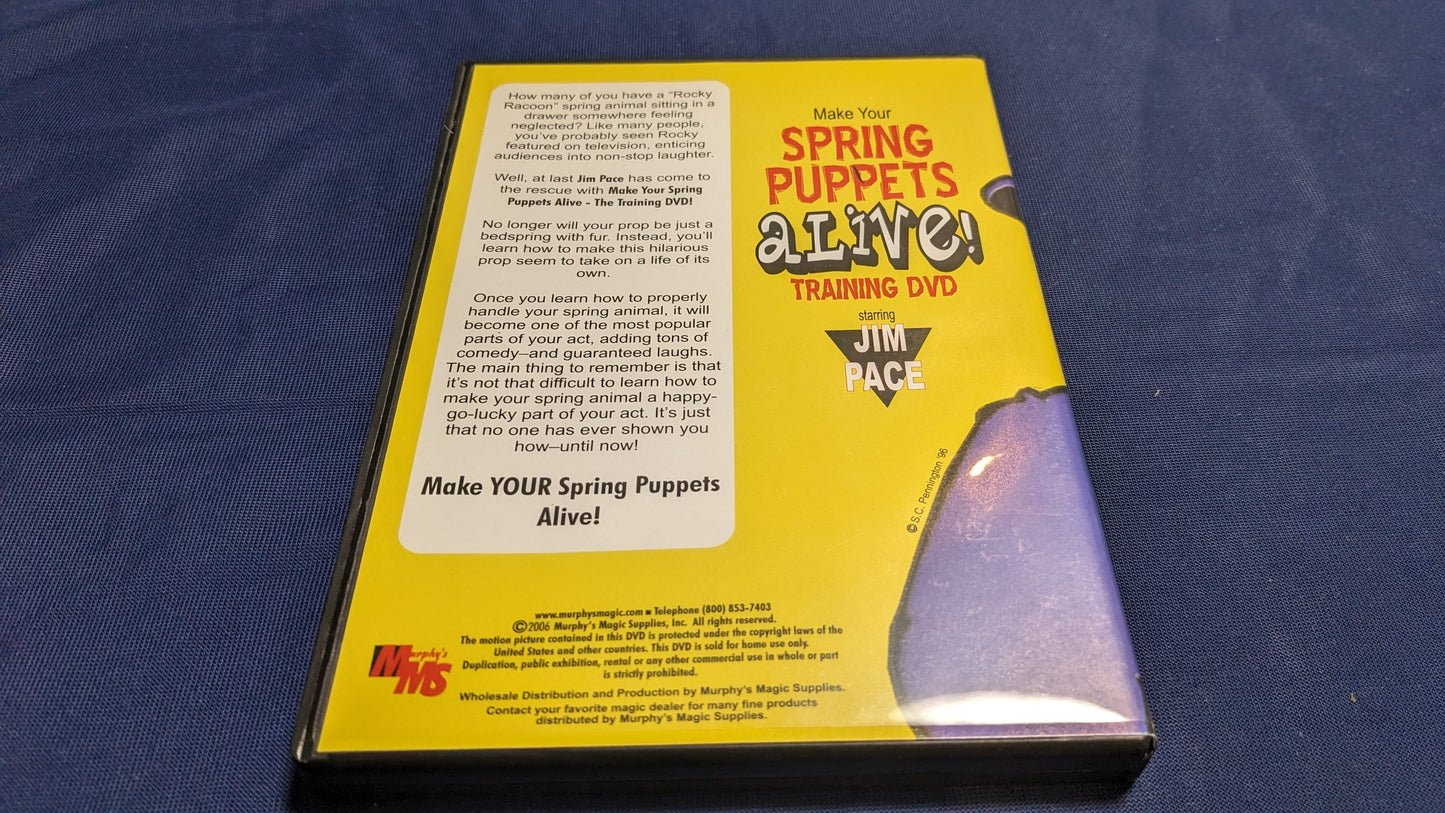 How many of you have a "Rocky
Racoon" spring animal sitting in a
drawer somewhere feeling
neglected? Like many people,
you've probably seen Rocky
featured on television, enticing
audiences into non-stop laughter.
Well, at last Jim Pace has come to
the rescue with Make Your Spring
Puppets Alive - The Training DVD!
No longer will your prop be just a
bedspring with fur. Instead, you'll
learn how to make this hilarious
prop seem to take on a life of its
own.
Once you learn how to properly
handle your spring animal, it will
become one of the most popular
parts of your act, adding tons of
comedy—and guaranteed laughs.
The main thing to remember is that
it's not that difficult to learn how to
make your spring animal a happy-
go-lucky part of your act. It's just
that no one has ever shown you
how—until now!
Make YOUR Spring Puppets
Alive!
Make Your
SPRING
PUPPETS
aLiVe!
TRAINING DVD
starring
JIM
PACE
© S.C. Pennington '96
www.murphysmagic.com ■ Telephone (800) 853-7403
©2006 Murphy's Magic Supplies, Inc. All rights reserved.
The motion picture contained in this DVD is protected under the copyright laws of the
United States and other countries. This DVD is sold for home use only.
Duplication, public exhibition, rental or any other commercial use in whole or part
is strictly prohibited.
Murphy's
MS
Wholesale Distribution and Production by Murphy's Magic Supplies.
Contact your favorite magic dealer for many fine products
distributed by Murphy's Magic Supplies.